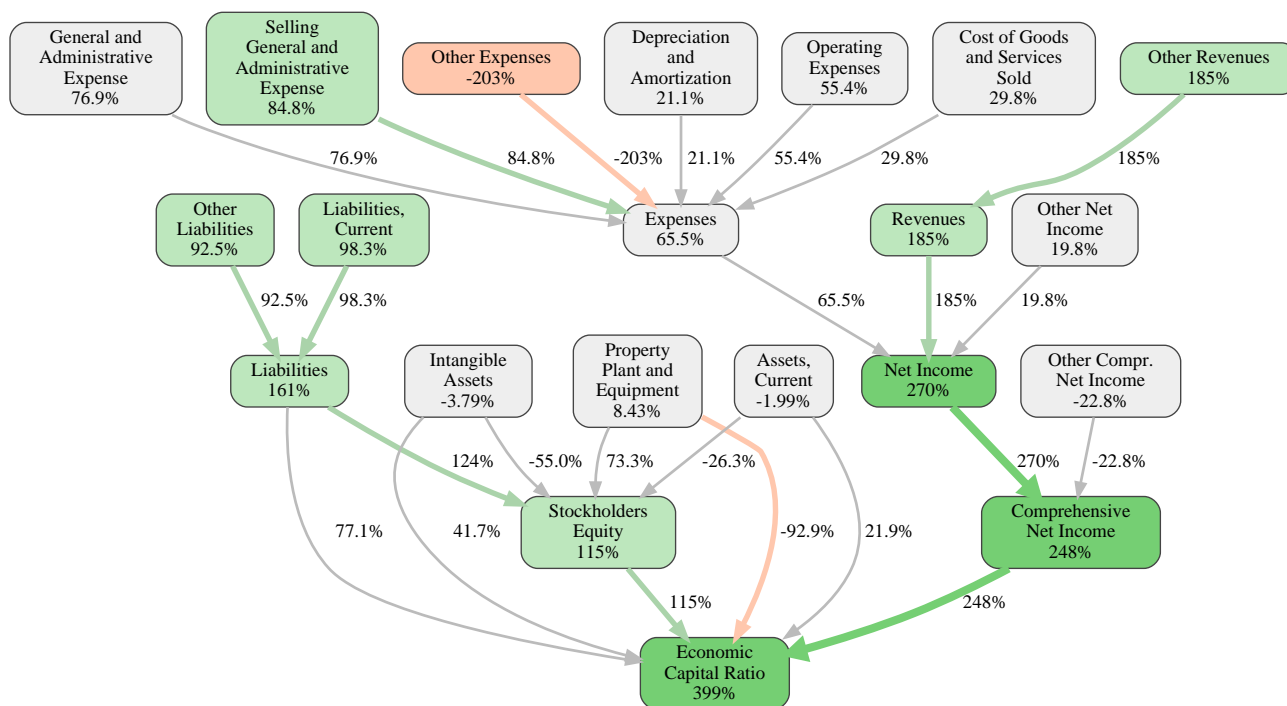 General and
Administrative
Expense
76.9%
Selling
General and
Administrative
Expense
84.8%
Other Expenses
-203%
Depreciation
and
Amortization
21.1%
Operating
Expenses
55.4%
Cost of Goods
and Services
Sold
29.8%
Other Revenues
185%
76.9%
84.8%
-203%
21.1%
55.4%
29.8%
185%
Other
Liabilities
92.5%
Liabilities,
Current
98.3%
Expenses
65.5%
Revenues
185%
Other Net
Income
19.8%
92.5%
98.3%
65.5%
185%
19.8%
Liabilities
161%
Intangible
Assets
-3.79%
Property
Plant and
Equipment
8.43%
Assets,
Current
-1.99%
Net Income
270%
Other Compr.
Net Income
-22.8%
124%
-55.0%
73.3%
-26.3%
270%
-22.8%
77.1%
41.7%
Stockholders
Equity
115%
-92.9%
21.9%
Comprehensive
Net Income
248%
115%
248%
Economic
Capital Ratio
399%